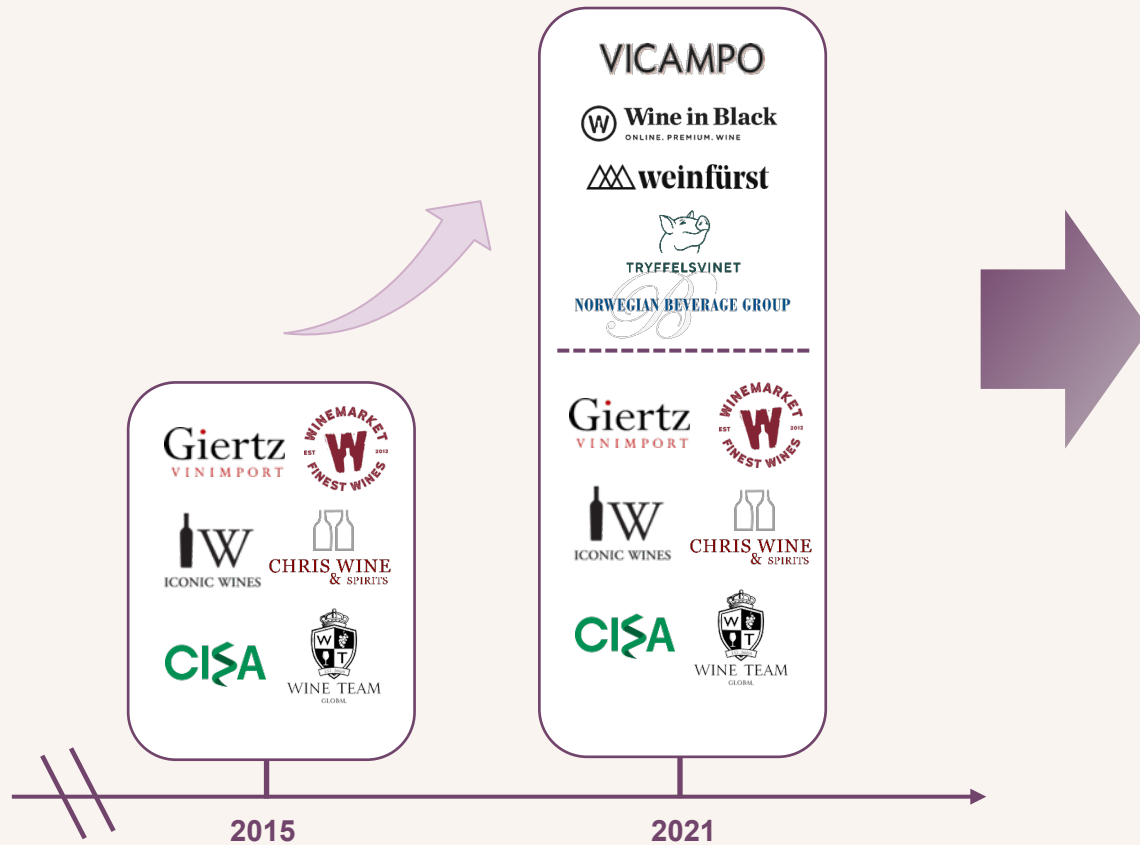 VICAMPO
W Wine in Black
ONLINE. PREMIUM. WINE
weinfürst
TRYFFELSVINET
B
NORWEGIAN BEVERAGE GROUP
Giertz
VINIMPORT
WINEMARKET
EST W 2012
FINEST WINES
IW
ICONIC WINES
CHRIS WINE
& SPIRITS
CISA
W T
WINE TEAM
GLOBAL
Giertz
VINIMPORT
WINEMARKET
EST W 2012
FINEST WINES
IW
ICONIC WINES
CHRIS WINE
& SPIRITS
CISA
W T
WINE TEAM
GLOBAL
2015
2021